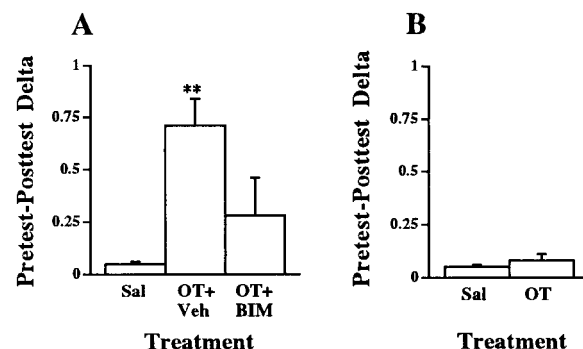 A
Pretest-Posttest Delta
1
0.75
0.5
0.25
0
**
Sal
OT+
Veh
OT+
BIM
Treatment
B
Pretest-Posttest Delta
1
0.75
0.5
0.25
0
Sal
OT
Treatment